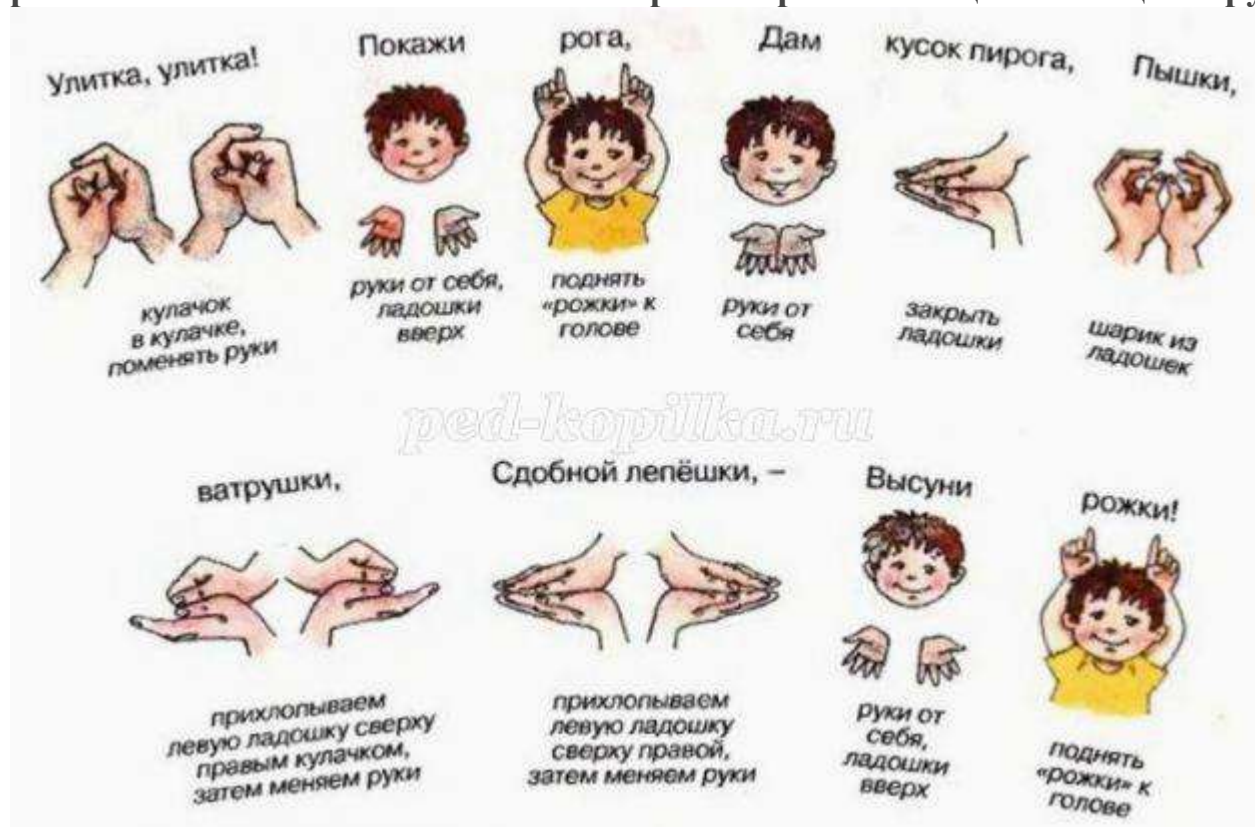 Улитка, улитка!
Покажи
рога,
Дам
кусок пирога,
Пышки,
кулачок
в кулачке,
поменять руки
руки от себя,
ладошки
вверх
поднять
«рожки» к
голове
руки от
себя
закрыть
ладошки
шарик из
ладошек
ped-kopilka.ru
ватрушки,
Сдобной лепёшки, –
Высуни
рожки!
прихлопываем
левую ладошку сверху
правым кулачком,
затем меняем руки
прихлопываем
левую ладошку
сверху правой,
затем меняем руки
руки от
себя,
ладошки
вверх
поднять
«рожки» к
голове